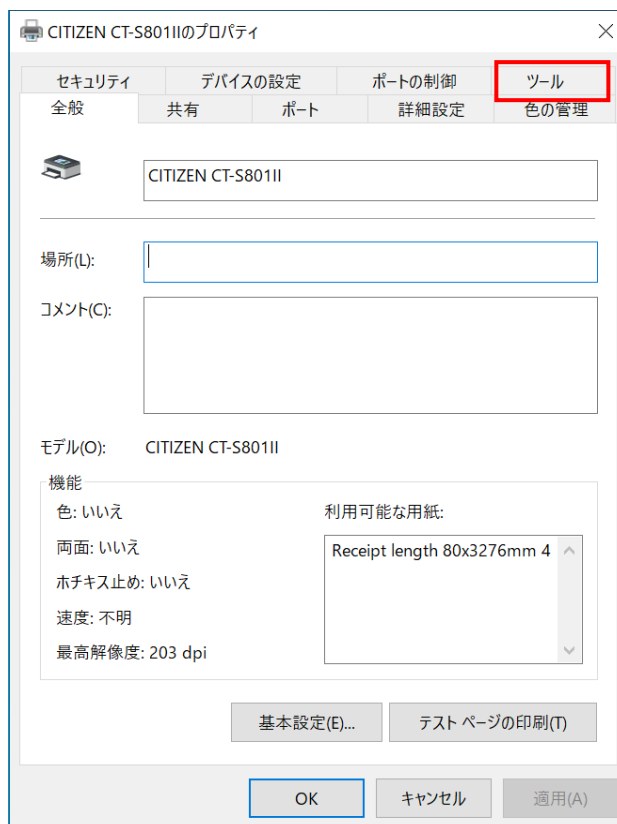 CITIZEN CT-S801IIのプロパティ
セキュリティ デバイスの設定 ポートの制御 ツール
全般 共有 ポート 詳細設定 色の管理
CITIZEN CT-S801II
場所(L):
コメント(C):
モデル(O): CITIZEN CT-S801II
機能
色: いいえ
両面: いいえ
ホチキス止め: いいえ
速度: 不明
最高解像度: 203 dpi
利用可能な用紙:
Receipt length 80x3276mm 4
基本設定(E)... テスト ページの印刷(T)
OK キャンセル 適用(A)